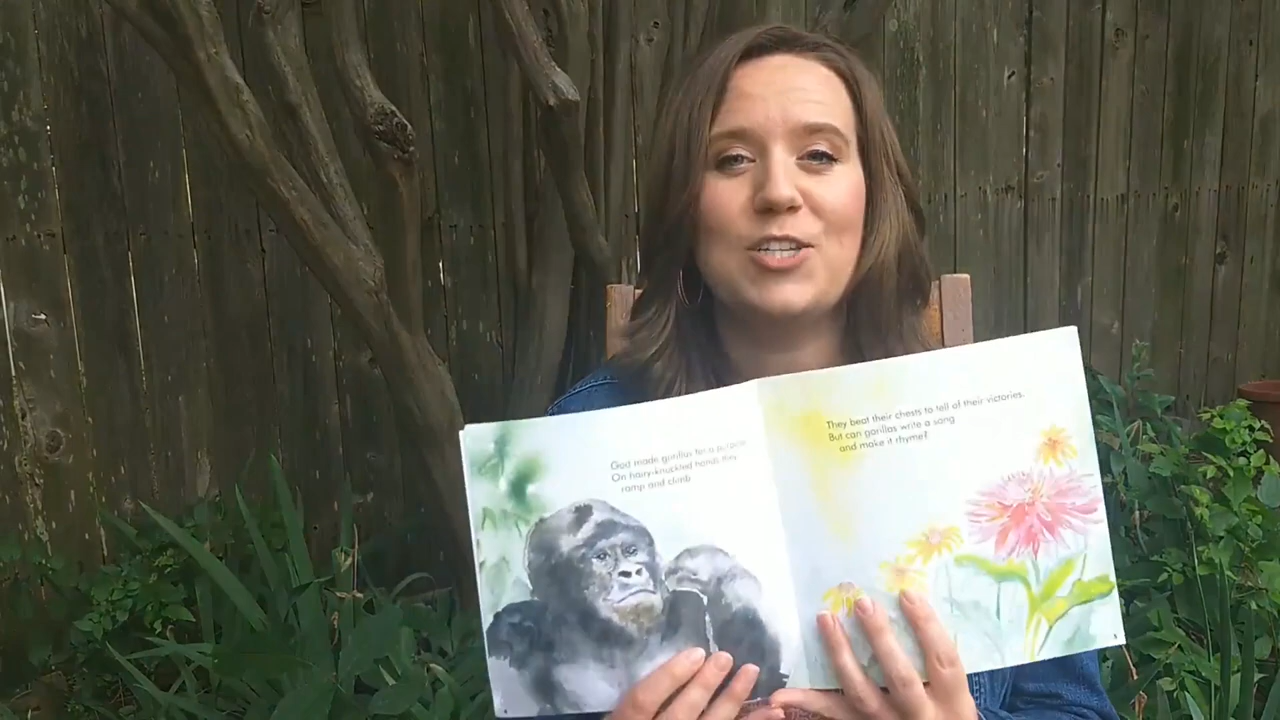 God made gorillas for a purpose
On hairy-knuckled hands they
romp and climb
They beat their chests to tell of their victories.
But can gorillas write a song
and make it rhyme?